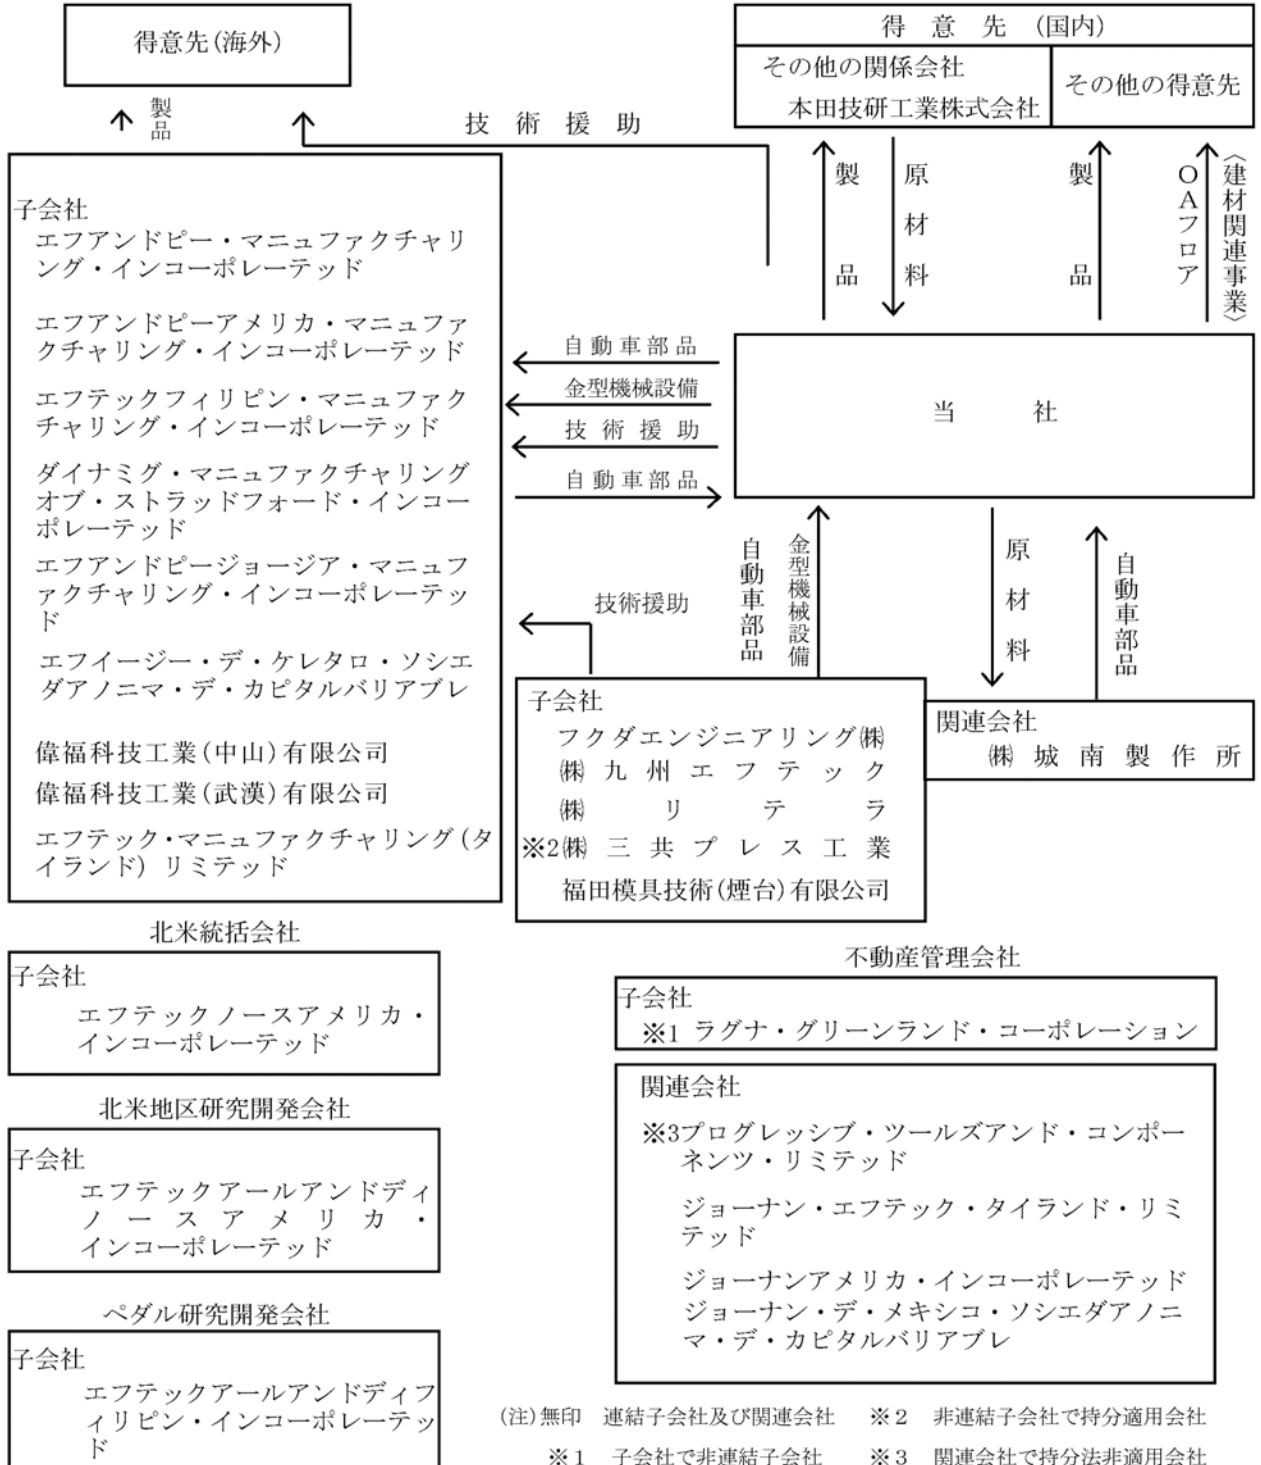 得意先(海外)
得意先(国内)
その他の関係会社
本田技研工業株式会社
その他の得意先
製品
技術援助
製品
原材料
製品
OAフロア
〈建材関連事業〉
子会社
エフアンドピー・マニュファクチャリ
ング・インコーポレーテッド
エフアンドピーアメリカ・マニュファ
クチャリング・インコーポレーテッド
エフテックフィリピン・マニュファク
チャリング・インコーポレーテッド
ダイナミグ・マニュファクチャリング
オブ・ストラッドフォード・インコー
ポレーテッド
エフアンドピージョージア・マニュフ
ァクチャリング・インコーポレーテッ
ド
エフイージー・デ・ケレタロ・ソシエ
ダアノニマ・デ・カピタルバリアブレ
偉福科技工業(中山)有限公司
偉福科技工業(武漢)有限公司
エフテック・マニュファクチャリング(タ
イランド)リミテッド
自動車部品
金型機械設備
技術援助
自動車部品
当社
技術援助
自動車部品
金型機械設備
原材料
自動車部品
子会社
フクダエンジニアリング㈱
㈱九州エフテック
㈱リテラ
※2㈱三共プレス工業
福田模具技術(煙台)有限公司
関連会社
㈱城南製作所
北米統括会社
子会社
エフテックノースアメリカ・
インコーポレーテッド
北米地区研究開発会社
子会社
エフテックアールアンドディ
ノースアメリカ・
インコーポレーテッド
ペダル研究開発会社
子会社
エフテックアールアンドディフ
ィリピン・インコーポレーテッ
ド
不動産管理会社
子会社
※1 ラグナ・グリーンランド・コーポレーション
関連会社
※3プログレッシブ・ツールズアンド・コンポー
ネンツ・リミテッド
ジョーナン・エフテック・タイランド・リミ
テッド
ジョーナンアメリカ・インコーポレーテッド
ジョーナン・デ・メキシコ・ソシエダアノニ
マ・デ・カピタルバリアブレ
(注)無印 連結子会社及び関連会社 ※2 非連結子会社で持分適用会社
※1 子会社で非連結子会社 ※3 関連会社で持分法非適用会社